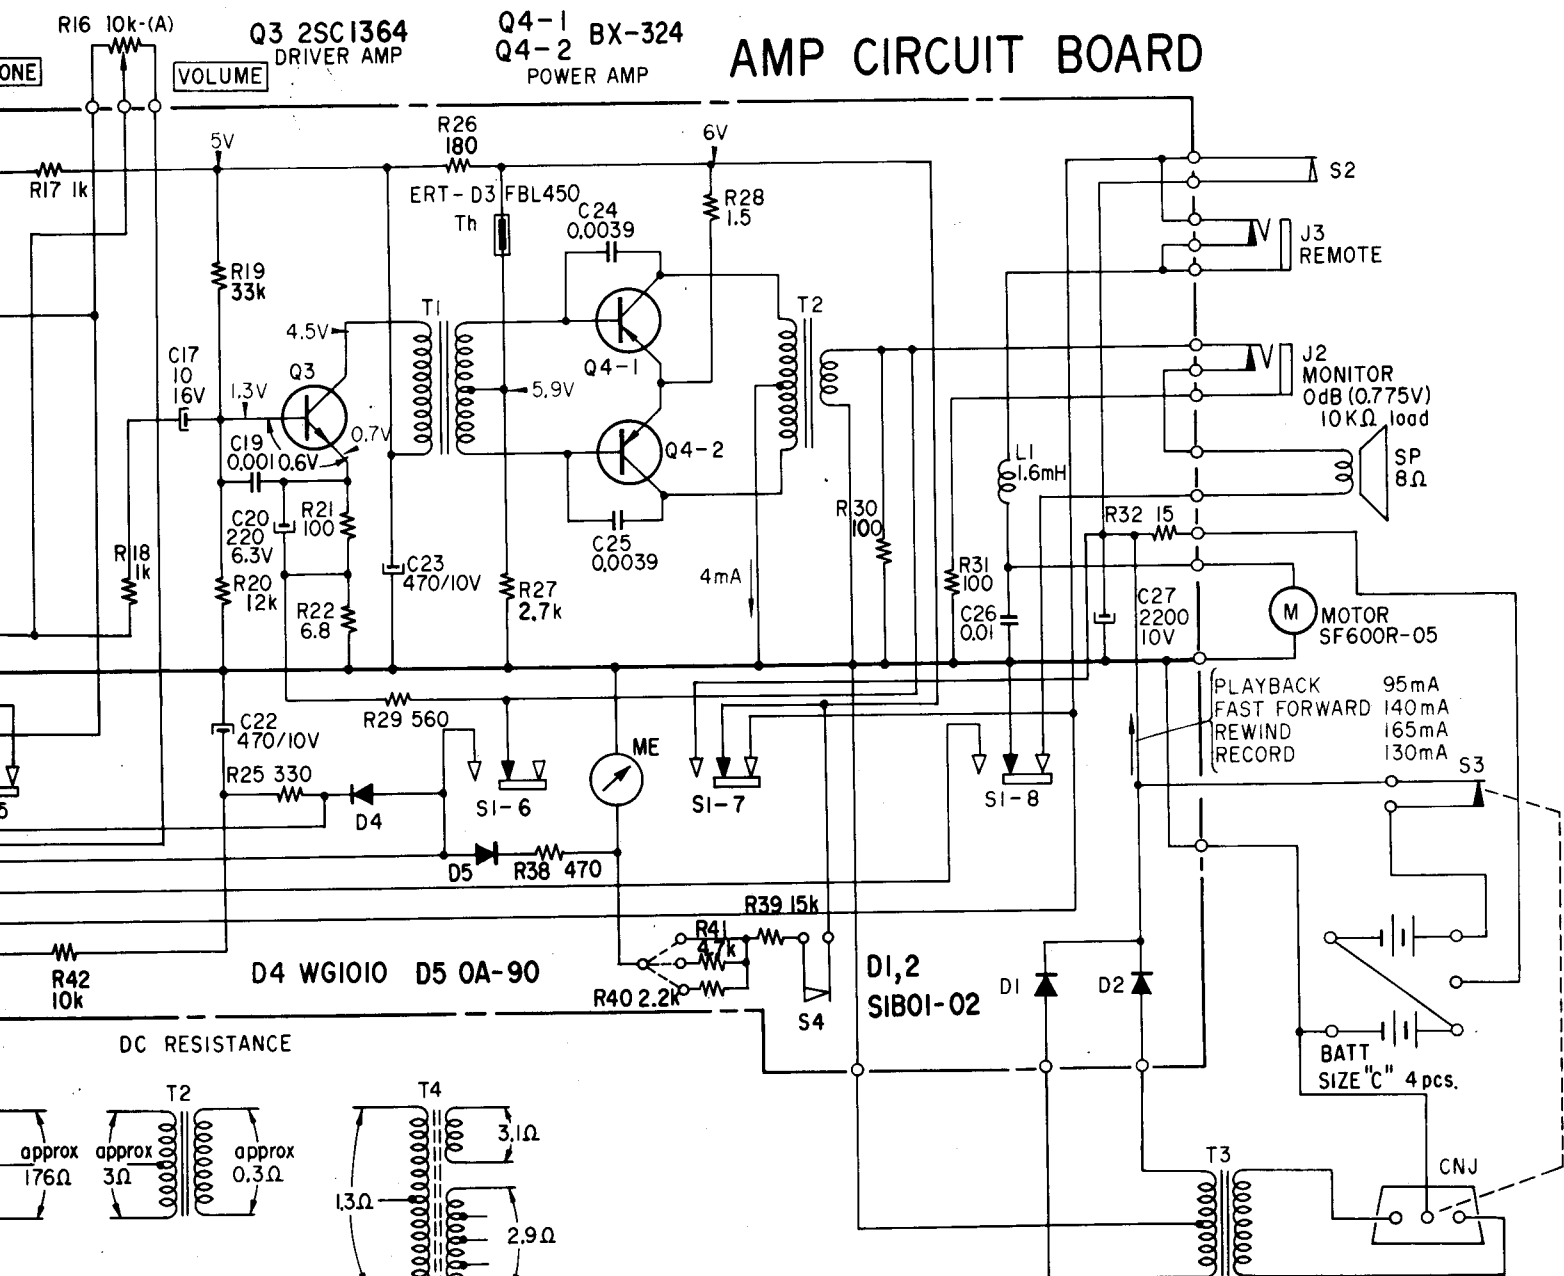 R16 10k-(A)
ONE
VOLUME
Q3 2SC1364
DRIVER AMP
Q4-1
Q4-2
BX-324
POWER AMP
AMP CIRCUIT BOARD
5V
R26
180
6V
R17 1k
ERT-D3FBL450
Th
C24
0.0039
R28
1.5
S2
J3
REMOTE
R19
33k
T1
T2
4.5V
C17
10
16V
Q3
1.3V
Q4-1
5.9V
J2
MONITOR
0dB (0.775V)
10KΩ load
0.7V
C19
0.001
0.6V
Q4-2
L1
1.6mH
SP
8Ω
C20
220
6.3V
R21
100
C25
0.0039
R30
100
R32 15
R18
1k
R20
12k
R22
6.8
C23
470/10V
R27
2.7k
4mA
R31
100
C26
0.01
C27
2200
10V
M
MOTOR
SF600R-05
PLAYBACK 95mA
FAST FORWARD 140mA
REWIND 165mA
RECORD 130mA
R29 560
C22
470/10V
ME
R25 330
D4
S1-6
S1-7
S1-8
S3
5
D5
R38 470
R39 15k
R41
4.7k
R42
10k
D4 WG1010 D5 OA-90
R40 2.2k
S4
D1,2
S1B01-02
D1
D2
BATT
SIZE"C" 4pcs.
DC RESISTANCE
T2
T4
approx
176Ω
approx
3Ω
approx
0.3Ω
1.3Ω
3.1Ω
2.9Ω
T3
CNJ